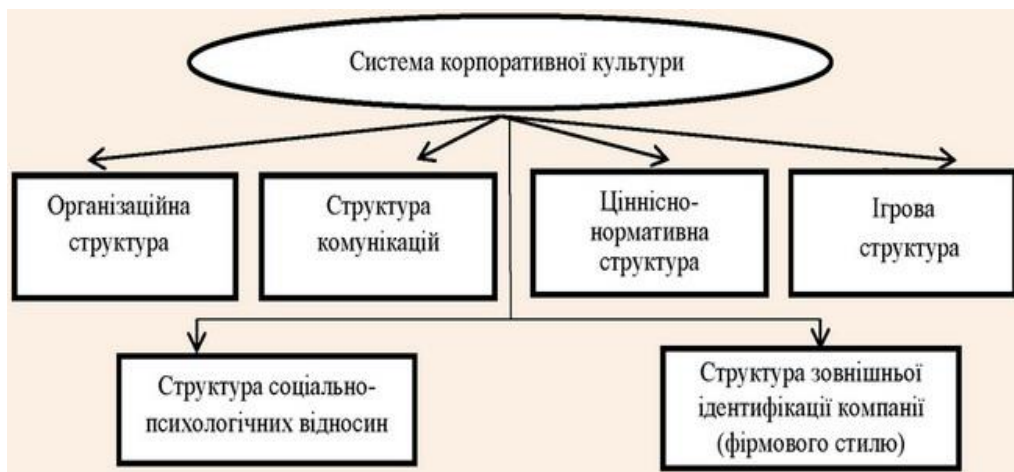 Система корпоративної культури
Організаційна
структура
Структура
комунікацій
Ціннісно-
нормативна
структура
Ігрова
структура
Структура соціально-
психологічних відносин
Структура зовнішньої
ідентифікації компанії
(фірмового стилю)